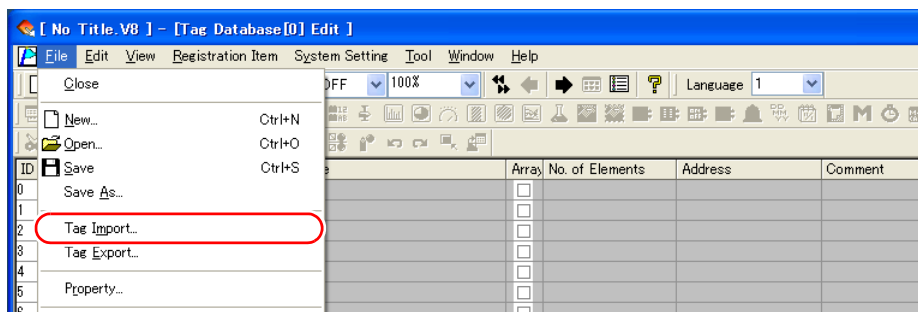 [ No Title.V8 ] - [Tag Database[0] Edit ]
File Edit View Registration Item System Setting Tool Window Help
Close
OFF 100% Language 1
New... Ctrl+N
Open... Ctrl+O
Save Ctrl+S
ID Array No. of Elements Address Comment
Save As...
0
1
Tag Import...
2
Tag Export...
3
4
Property...
5